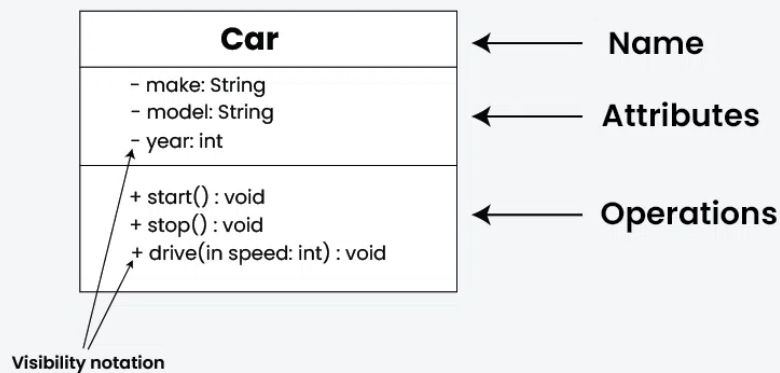 Car
Name
- make: String
- model: String
- year: int
Attributes
+ start() : void
+ stop() : void
+ drive(in speed: int) : void
Operations
Visibility notation